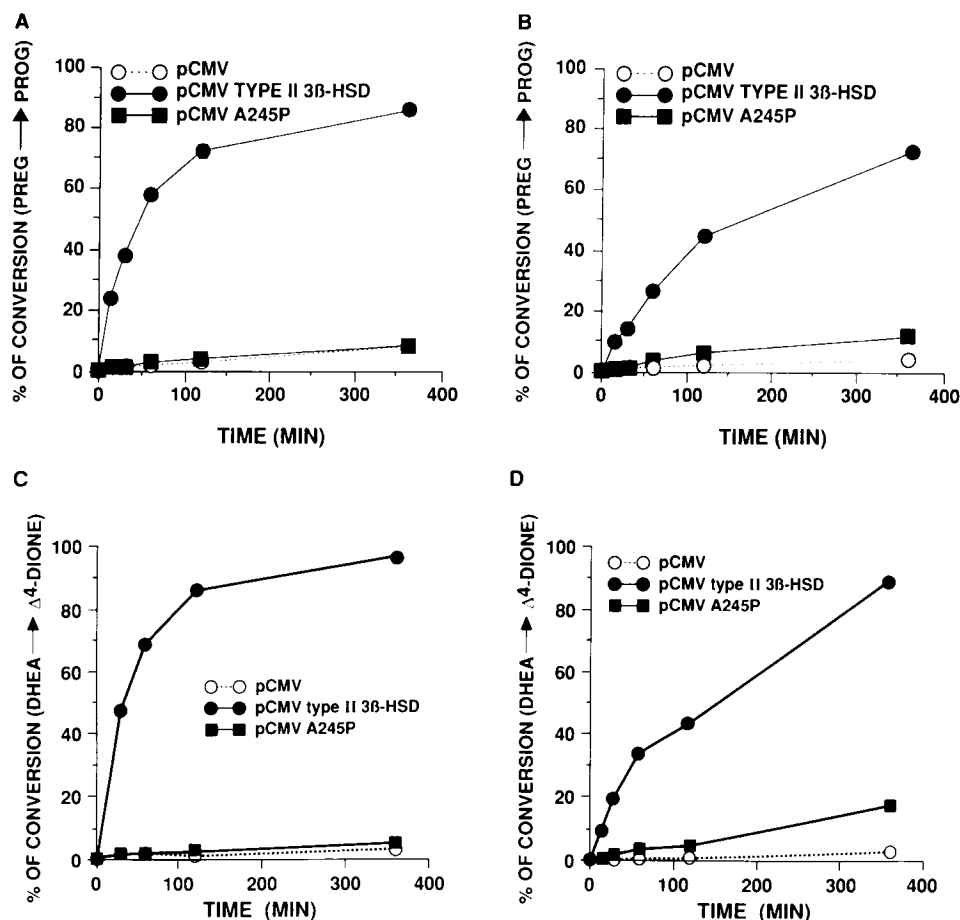 A
% OF CONVERSION (PREG → PROG)
100
80
60
40
20
0
pCMV
pCMV TYPE II 3ß-HSD
pCMV A245P
0 100 200 300 400
TIME (MIN)
B
% OF CONVERSION (PREG → PROG)
100
80
60
40
20
0
pCMV
pCMV TYPE II 3ß-HSD
pCMV A245P
0 100 200 300 400
TIME (MIN)
C
% OF CONVERSION (DHEA → Δ4-DIONE)
100
80
60
40
20
0
pCMV
pCMV type II 3ß-HSD
pCMV A245P
0 100 200 300 400
TIME (MIN)
D
% OF CONVERSION (DHEA → Δ4-DIONE)
100
80
60
40
20
0
pCMV
pCMV type II 3ß-HSD
pCMV A245P
0 100 200 300 400
TIME (MIN)